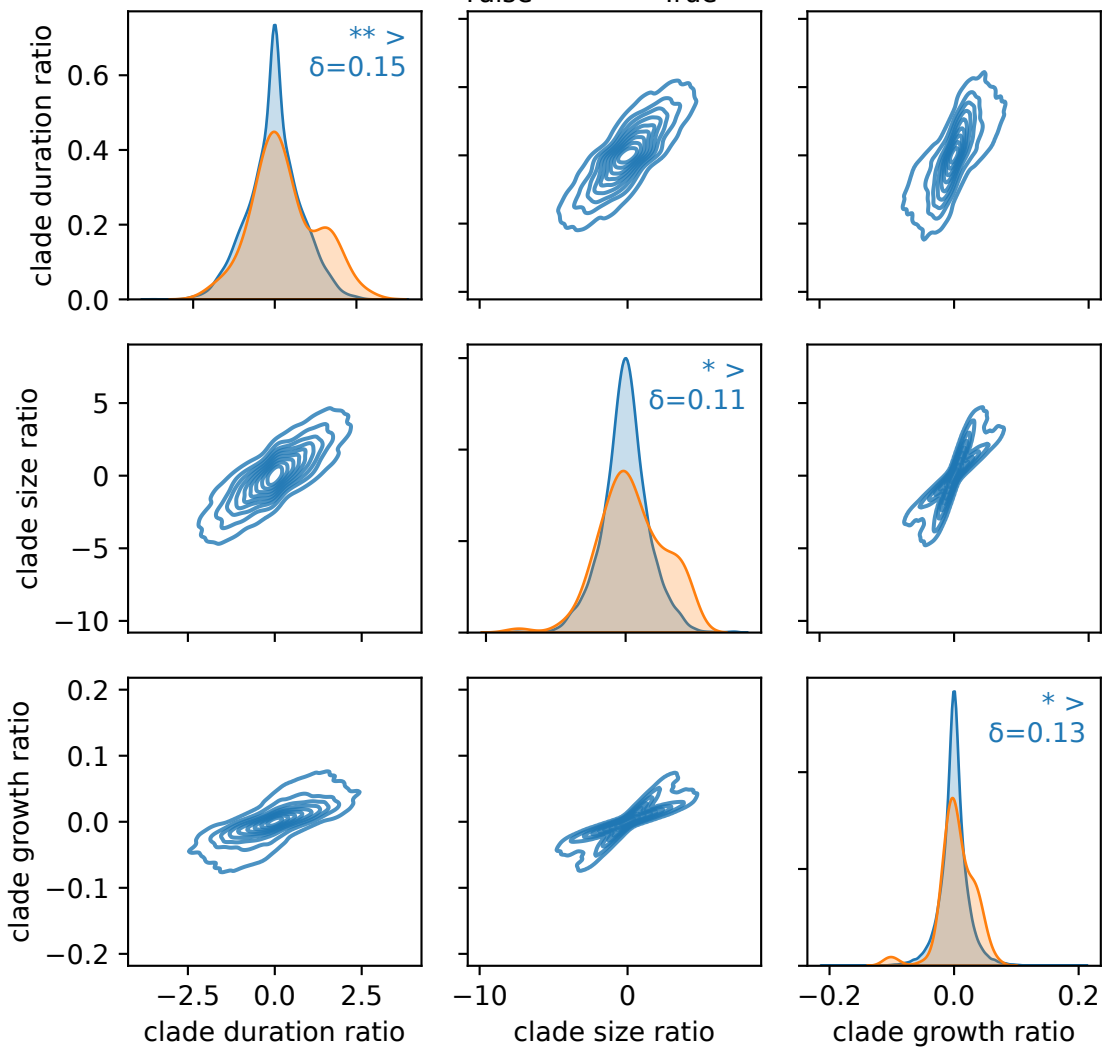 clade duration ratio
0.6
0.4
0.2
0.0
** >
δ=0.15
clade size ratio
5
0
−5
−10
* >
δ=0.11
clade growth ratio
0.2
0.1
0.0
−0.1
−0.2
* >
δ=0.13
−2.5 0.0 2.5
−10 0
−0.2 0.0 0.2
clade duration ratio
clade size ratio
clade growth ratio